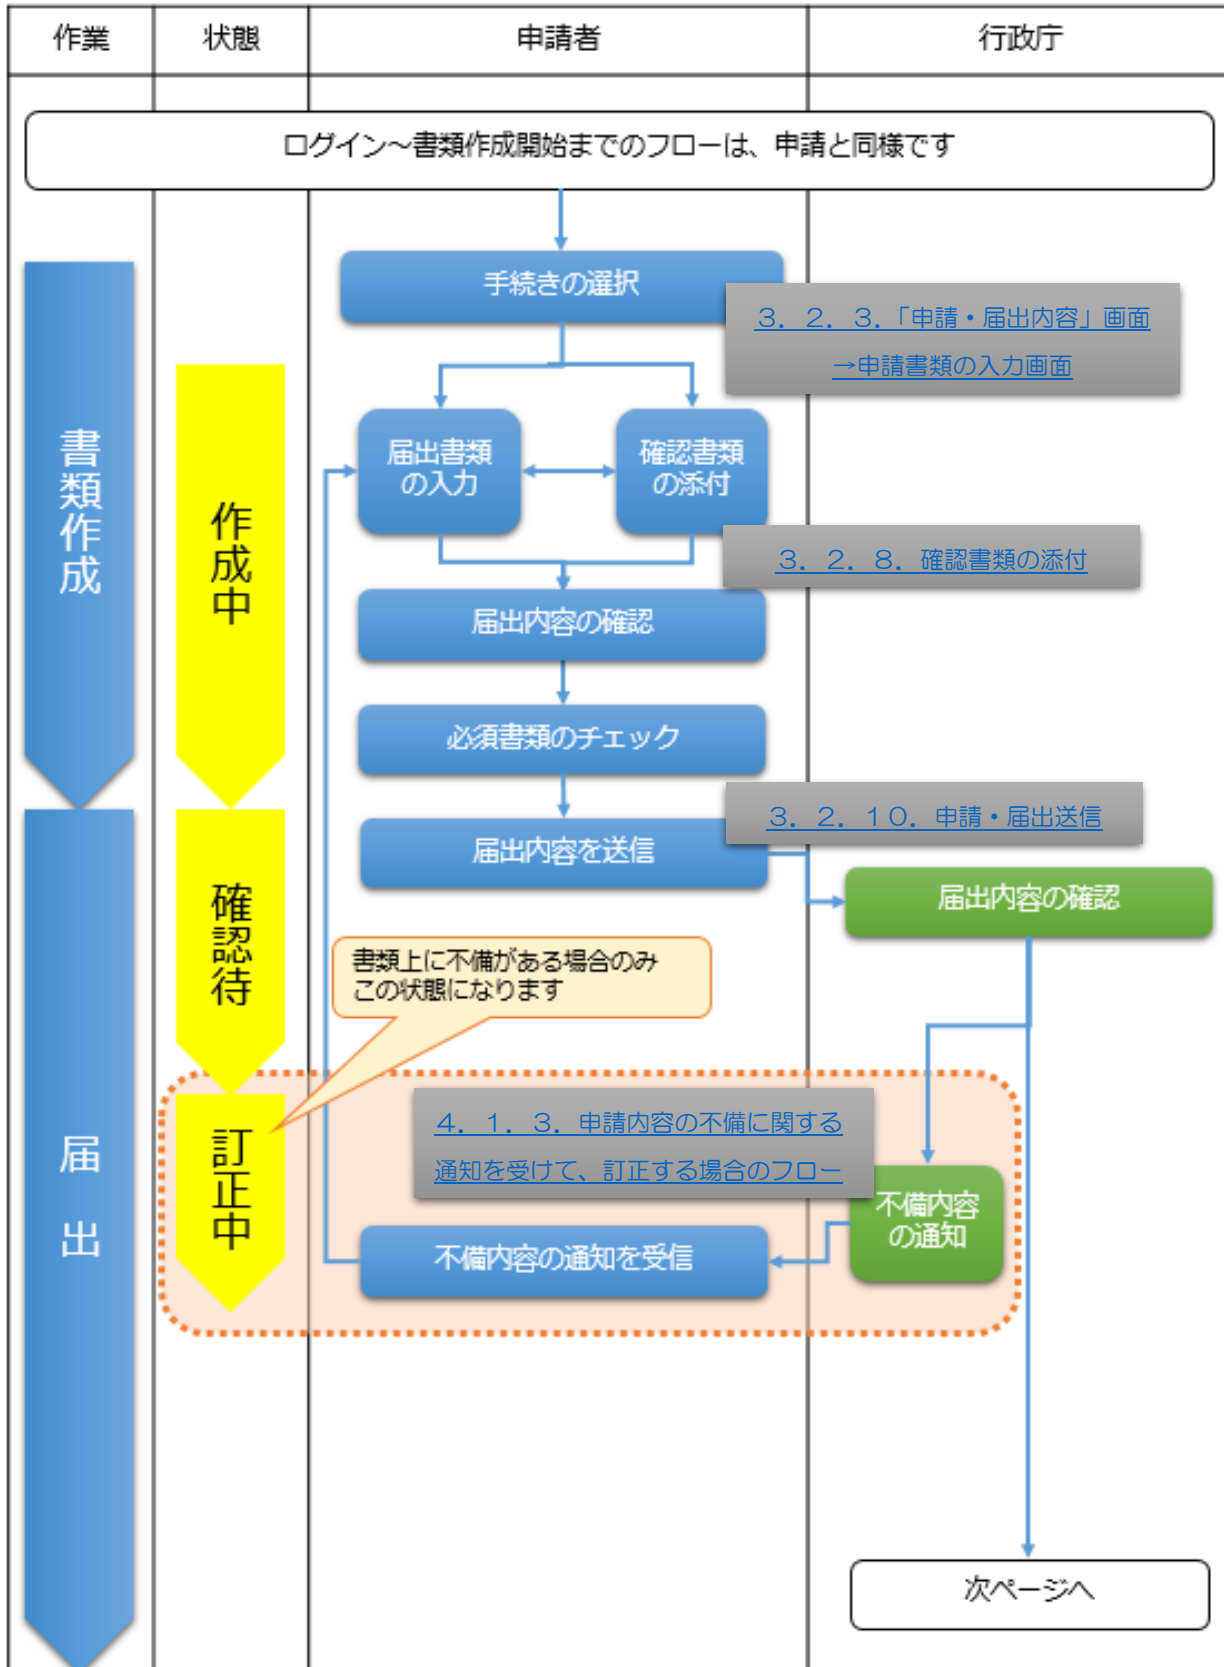 作業
状態
申請者
行政庁
ログイン～書類作成開始までのフローは、申請と同様です
手続きの選択
３．２．３．「申請・届出内容」画面
→申請書類の入力画面
書類作成
作成中
届出書類
の入力
確認書類
の添付
３．２．８．確認書類の添付
届出内容の確認
必須書類のチェック
３．２．１０．申請・届出送信
届出内容を送信
届出内容の確認
確認待
書類上に不備がある場合のみ
この状態になります
届出
訂正中
４．１．３．申請内容の不備に関する
通知を受けて、訂正する場合のフロー
不備内容
の通知
不備内容の通知を受信
次ページへ